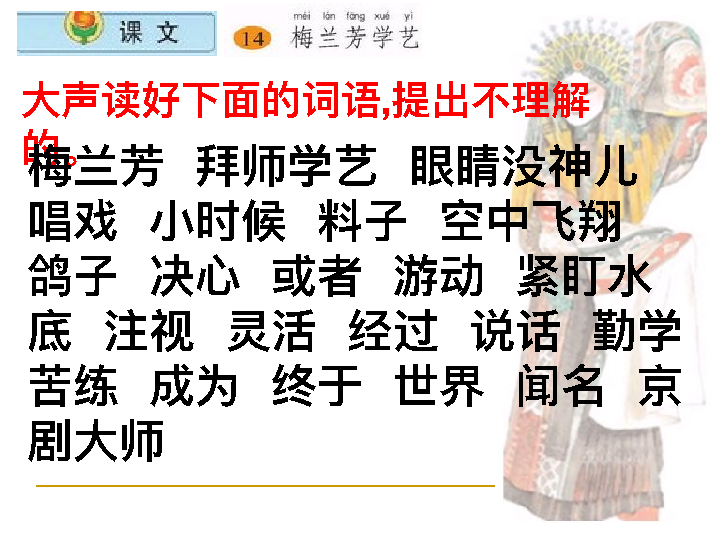 课 文
méi lán fāng xué yì
14 梅兰芳学艺
大声读好下面的词语,提出不理解
的。
梅兰芳 拜师学艺 眼睛没神儿
唱戏 小时候 料子 空中飞翔
鸽子 决心 或者 游动 紧盯水
底 注视 灵活 经过 说话 勤学
苦练 成为 终于 世界 闻名 京
剧大师